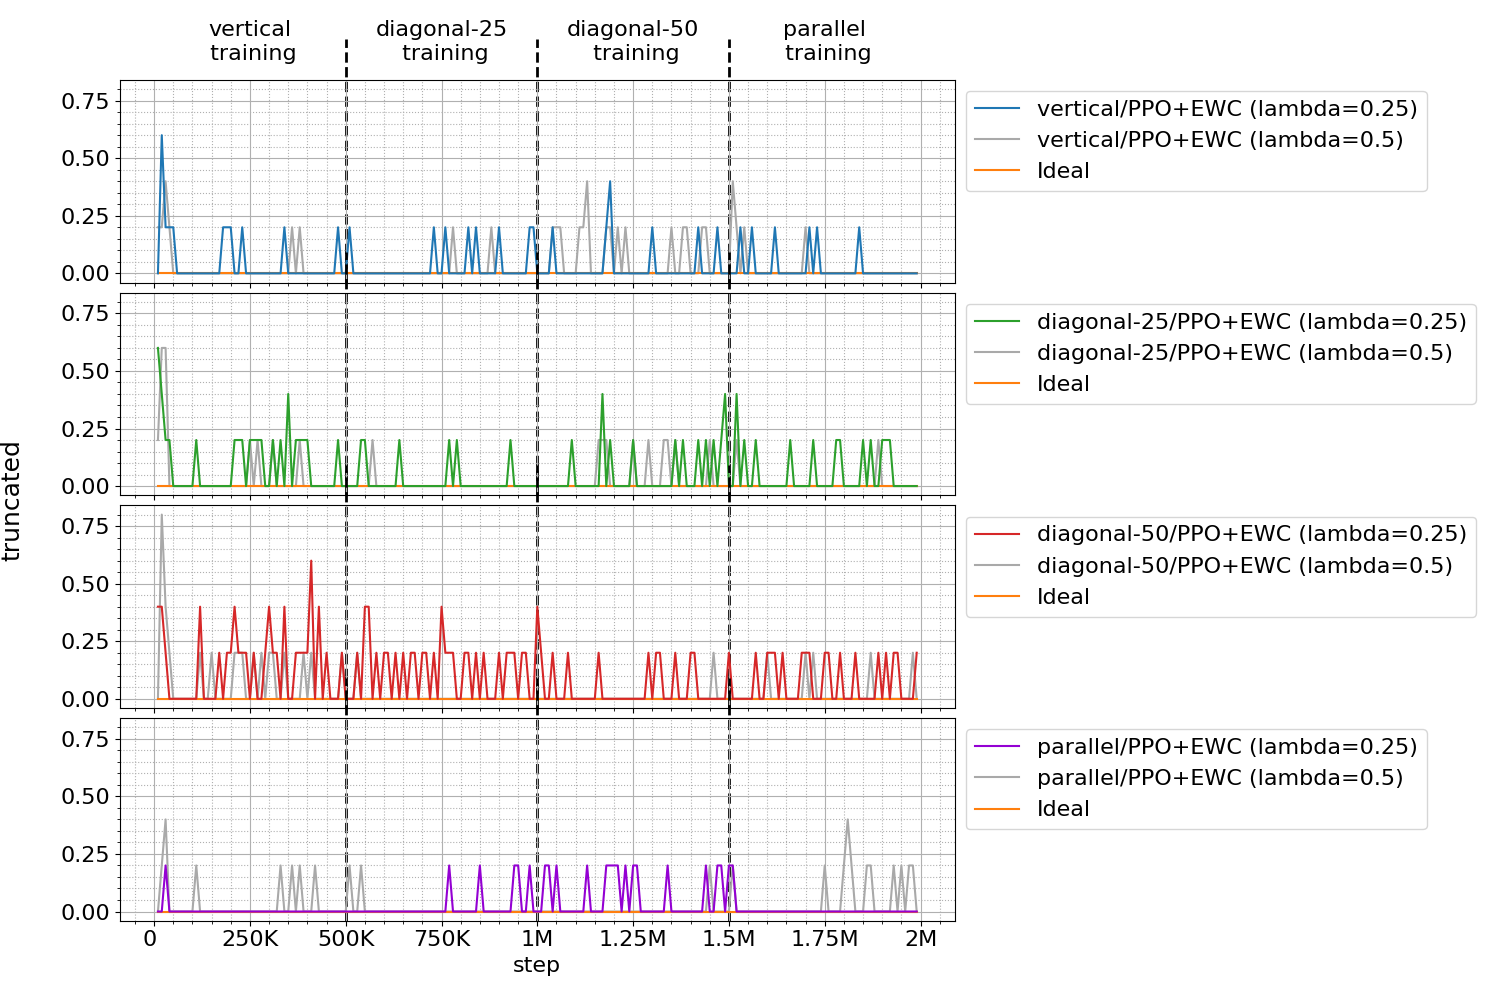 vertical
training
diagonal-25
training
diagonal-50
training
parallel
training
truncated
0.75
0.50
0.25
0.00
vertical/PPO+EWC (lambda=0.25)
vertical/PPO+EWC (lambda=0.5)
Ideal
0.75
0.50
0.25
0.00
diagonal-25/PPO+EWC (lambda=0.25)
diagonal-25/PPO+EWC (lambda=0.5)
Ideal
0.75
0.50
0.25
0.00
diagonal-50/PPO+EWC (lambda=0.25)
diagonal-50/PPO+EWC (lambda=0.5)
Ideal
0.75
0.50
0.25
0.00
parallel/PPO+EWC (lambda=0.25)
parallel/PPO+EWC (lambda=0.5)
Ideal
0 250K 500K 750K 1M 1.25M 1.5M 1.75M 2M
step